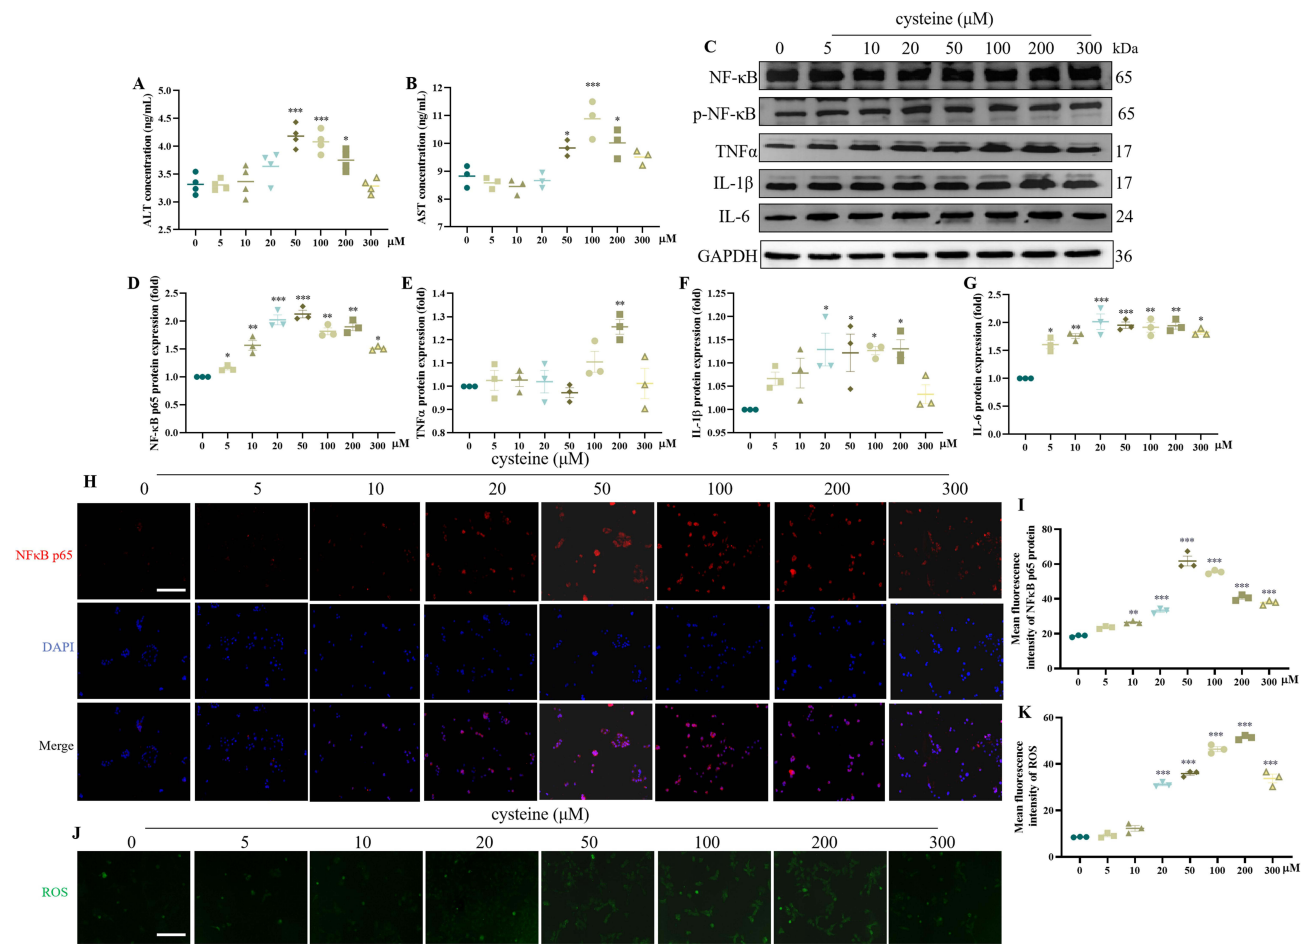 cysteine (μM)
C 0 5 10 20 50 100 200 300 kDa
NF-κB 65
p-NF-κB 65
TNFα 17
IL-1β 17
IL-6 24
GAPDH 36
A
ALT concentration (ng/mL)
5.0
4.5
4.0
3.5
3.0
2.5
*** *** *
0 5 10 20 50 100 200 300 μM
B
AST concentration (ng/mL)
12
11
10
9
8
7
* *** *
0 5 10 20 50 100 200 300 μM
D
NF-κB p65 protein expression (fold)
2.5
2.0
1.5
1.0
0.5
0.0
* ** *** *** ** ** *
0 5 10 20 50 100 200 300 μM
E
TNFα protein expression (fold)
1.4
1.3
1.2
1.1
1.0
0.9
0.8
**
0 5 10 20 50 100 200 300 μM
F
IL-1β protein expression (fold)
1.25
1.20
1.15
1.10
1.05
1.00
0.95
* * * *
0 5 10 20 50 100 200 300 μM
G
IL-6 protein expression (fold)
2.5
2.0
1.5
1.0
0.5
0.0
* ** *** *** ** ** *
0 5 10 20 50 100 200 300 μM
cysteine (μM)
H 0 5 10 20 50 100 200 300
NFκB p65
DAPI
Merge
I
Mean fluorescence
intensity of NFκB p65 protein
80
60
40
20
0
** *** *** *** *** ***
0 5 10 20 50 100 200 300 μM
cysteine (μM)
J 0 5 10 20 50 100 200 300
ROS
K
Mean fluorescence
intensity of ROS
60
40
20
0
*** *** *** *** ***
0 5 10 20 50 100 200 300 μM